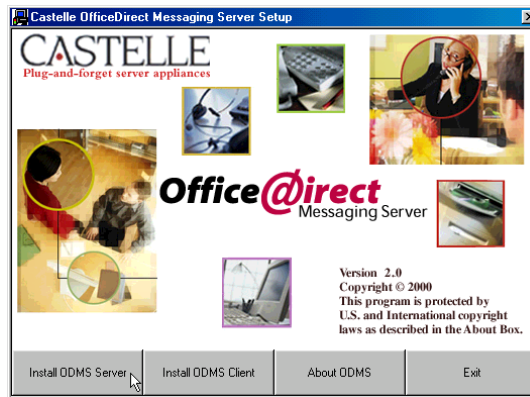 Castelle OfficeDirect Messaging Server Setup
CASTELLE
Plug-and-forget server appliances
Office@irect
Messaging Server
Version 2.0
Copyright © 2000
This program is protected by
U.S. and International copyright
laws as described in the About Box.
Install ODMS Server
Install ODMS Client
About ODMS
Exit